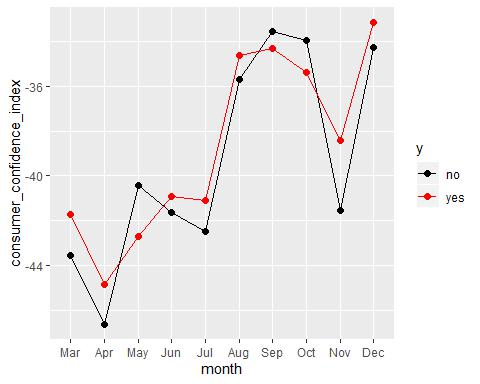 consumer_confidence_index
-36
-40
-44
Mar Apr May Jun Jul Aug Sep Oct Nov Dec
month
y
no
yes